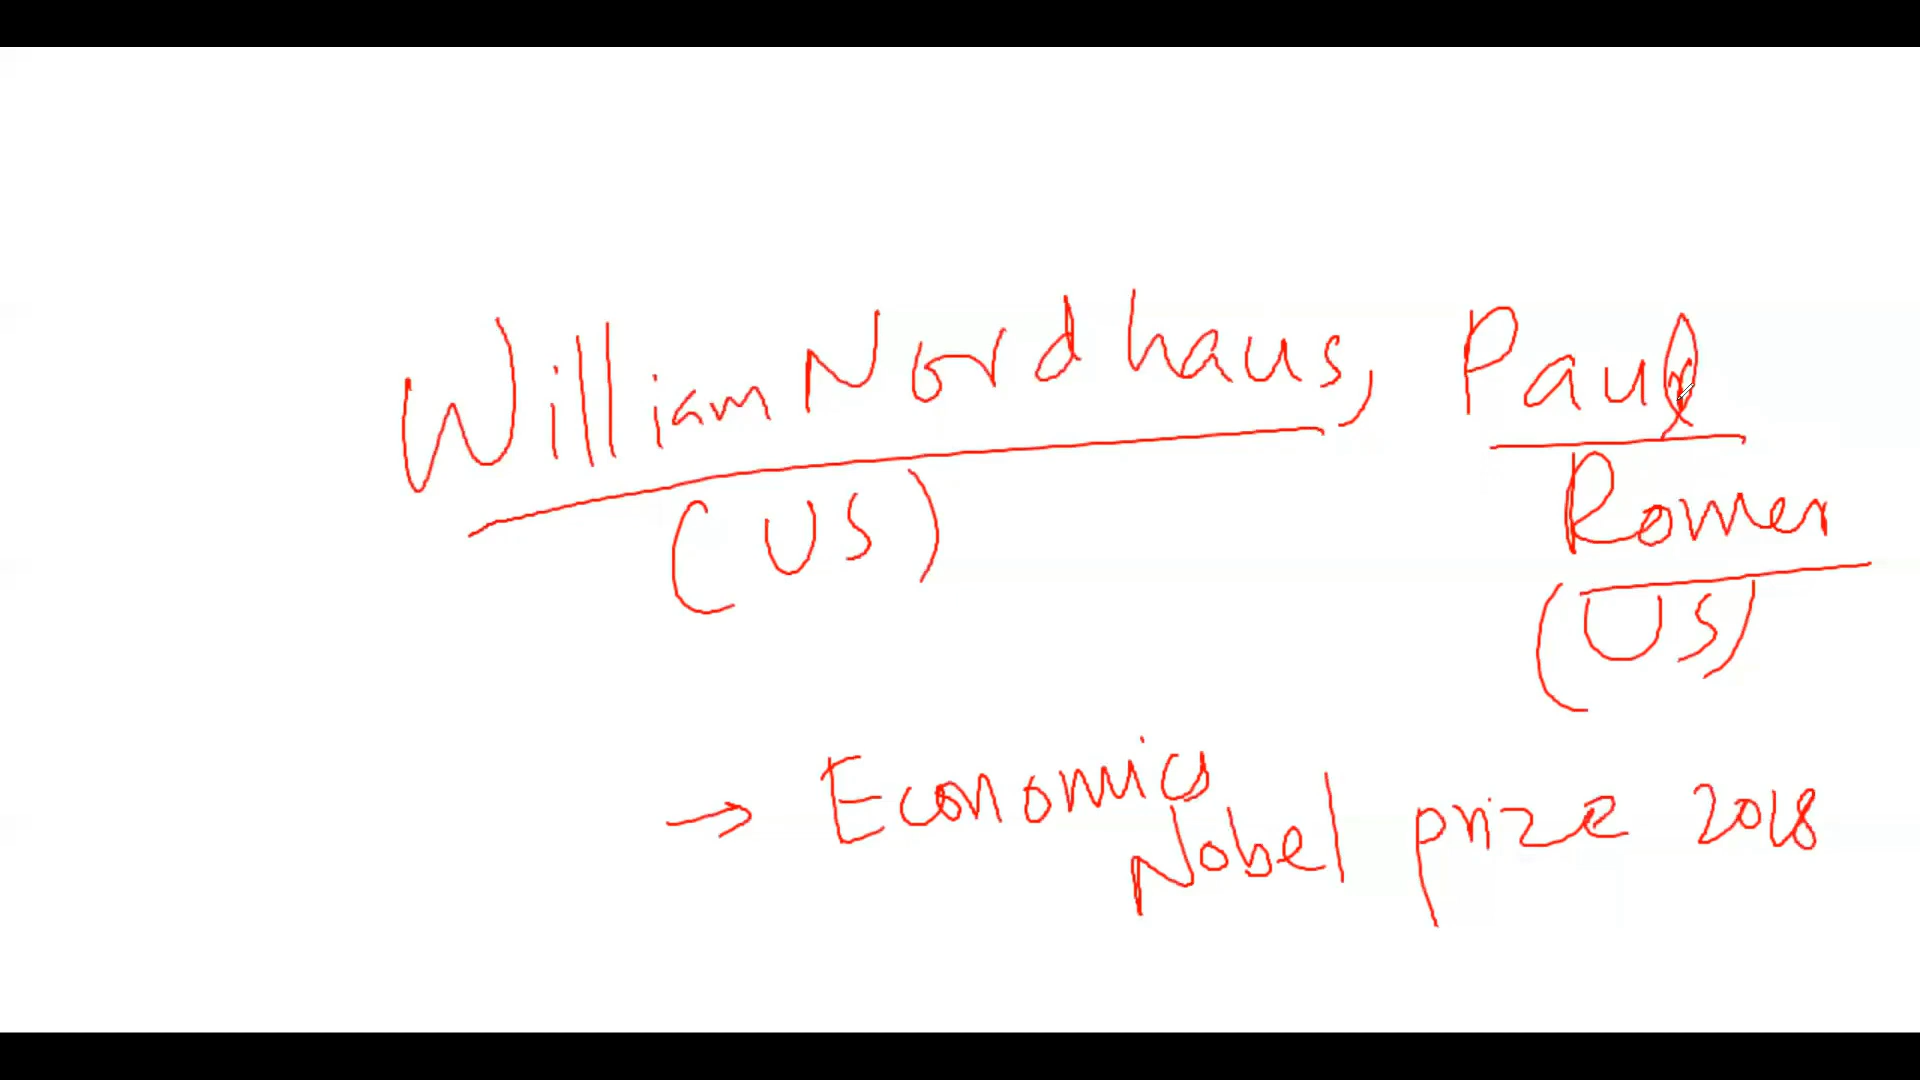 William Nordhaus, Paul
Romer
(US)
(US)
→ Economics
Nobel prize 2018